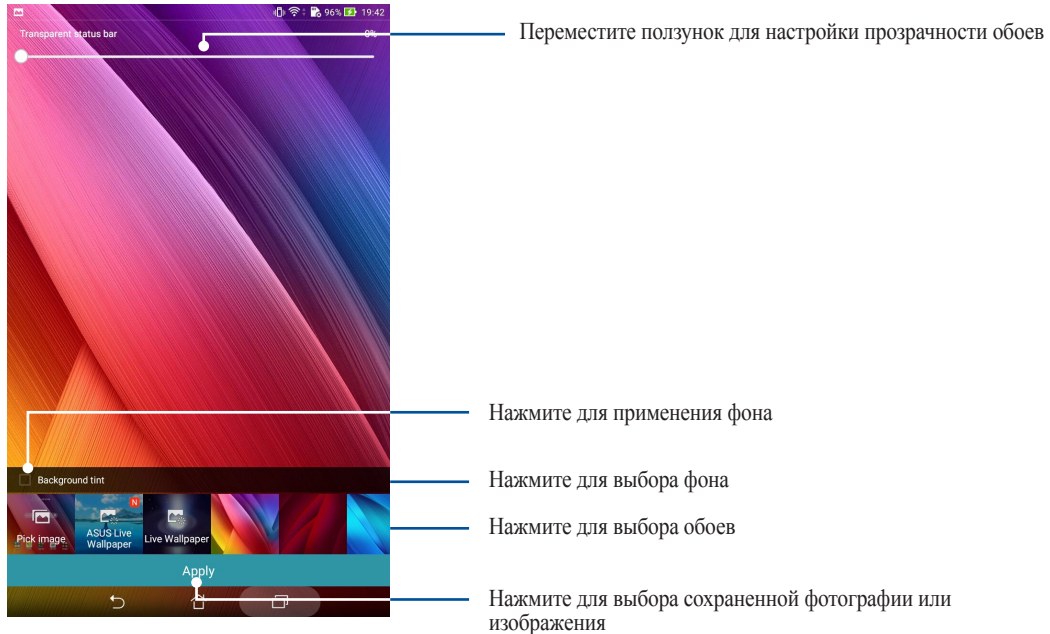 96% 19:42
Transparent status bar 0%
Переместите ползунок для настройки прозрачности обоев
Нажмите для применения фона
Background tint
Нажмите для выбора фона
N
Pick image
ASUS Live
Wallpaper
Live Wallpaper
Нажмите для выбора обоев
Apply
Нажмите для выбора сохраненной фотографии или
изображения